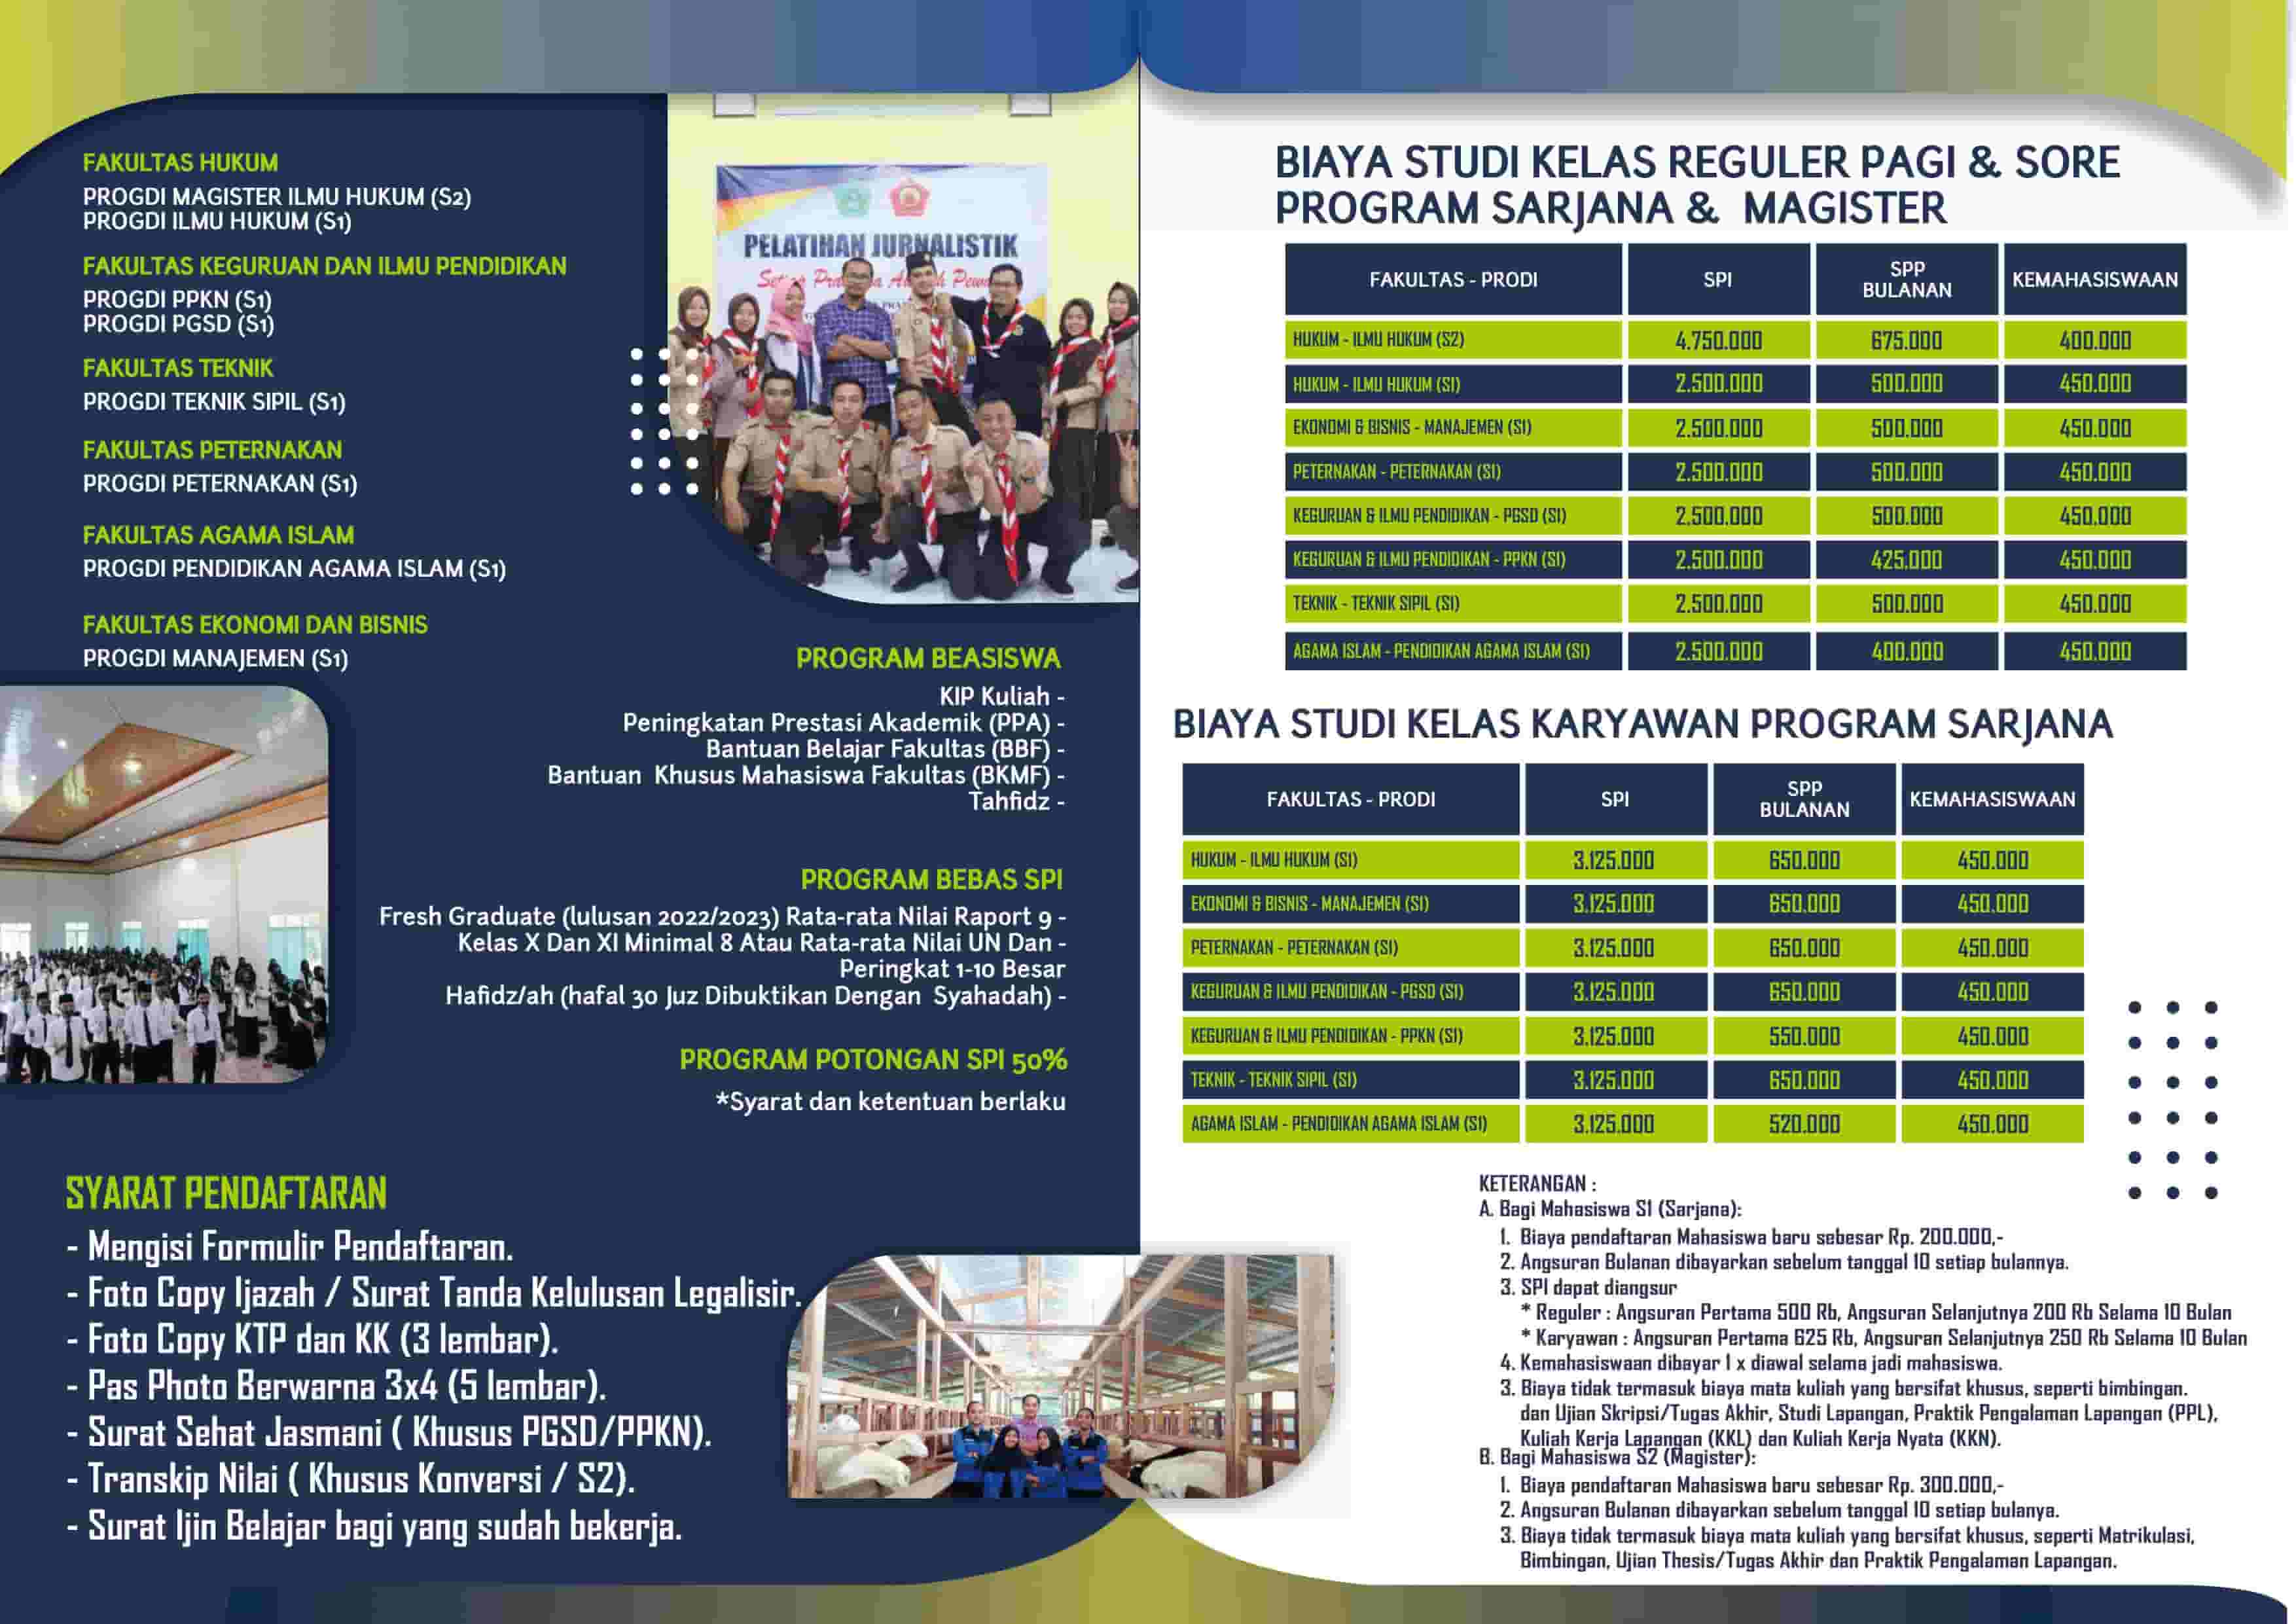 FAKULTAS HUKUM
PROGDI MAGISTER ILMU HUKUM (S2)
PROGDI ILMU HUKUM (S1)
FAKULTAS KEGURUAN DAN ILMU PENDIDIKAN
PROGDI PPKN (S1)
PROGDI PGSD (S1)
FAKULTAS TEKNIK
PROGDI TEKNIK SIPIL (S1)
FAKULTAS PETERNAKAN
PROGDI PETERNAKAN (S1)
FAKULTAS AGAMA ISLAM
PROGDI PENDIDIKAN AGAMA ISLAM (S1)
FAKULTAS EKONOMI DAN BISNIS
PROGDI MANAJEMEN (S1)
PELATIHAN JURNALISTIK
PROGRAM BEASISWA
KIP Kuliah -
Peningkatan Prestasi Akademik (PPA) -
Bantuan Belajar Fakultas (BBF) -
Bantuan Khusus Mahasiswa Fakultas (BKMF) -
Tahfidz -
PROGRAM BEBAS SPI
Fresh Graduate (lulusan 2022/2023) Rata-rata Nilai Raport 9 -
Kelas X Dan XI Minimal 8 Atau Rata-rata Nilai UN Dan -
Peringkat 1-10 Besar
Hafidz/ah (hafal 30 Juz Dibuktikan Dengan Syahadah) -
PROGRAM POTONGAN SPI 50%
*Syarat dan ketentuan berlaku
SYARAT PENDAFTARAN
- Mengisi Formulir Pendaftaran.
- Foto Copy Ijazah / Surat Tanda Kelulusan Legalisir.
- Foto Copy KTP dan KK (3 lembar).
- Pas Photo Berwarna 3x4 (5 lembar).
- Surat Sehat Jasmani ( Khusus PGSD/PPKN).
- Transkip Nilai ( Khusus Konversi / S2).
- Surat Ijin Belajar bagi yang sudah bekerja.
BIAYA STUDI KELAS REGULER PAGI & SORE
PROGRAM SARJANA & MAGISTER
FAKULTAS - PRODI SPI SPP BULANAN KEMAHASISWAAN
HUKUM - ILMU HUKUM (S2) 4.750.000 675.000 400.000
HUKUM - ILMU HUKUM (S1) 2.500.000 500.000 450.000
EKONOMI & BISNIS - MANAJEMEN (S1) 2.500.000 500.000 450.000
PETERNAKAN - PETERNAKAN (S1) 2.500.000 500.000 450.000
KEGURUAN & ILMU PENDIDIKAN - PGSD (S1) 2.500.000 500.000 450.000
KEGURUAN & ILMU PENDIDIKAN - PPKN (S1) 2.500.000 425.000 450.000
TEKNIK - TEKNIK SIPIL (S1) 2.500.000 500.000 450.000
AGAMA ISLAM - PENDIDIKAN AGAMA ISLAM (S1) 2.500.000 400.000 450.000
BIAYA STUDI KELAS KARYAWAN PROGRAM SARJANA
FAKULTAS - PRODI SPI SPP BULANAN KEMAHASISWAAN
HUKUM - ILMU HUKUM (S1) 3.125.000 650.000 450.000
EKONOMI & BISNIS - MANAJEMEN (S1) 3.125.000 650.000 450.000
PETERNAKAN - PETERNAKAN (S1) 3.125.000 650.000 450.000
KEGURUAN & ILMU PENDIDIKAN - PGSD (S1) 3.125.000 650.000 450.000
KEGURUAN & ILMU PENDIDIKAN - PPKN (S1) 3.125.000 550.000 450.000
TEKNIK - TEKNIK SIPIL (S1) 3.125.000 650.000 450.000
AGAMA ISLAM - PENDIDIKAN AGAMA ISLAM (S1) 3.125.000 520.000 450.000
KETERANGAN :
A. Bagi Mahasiswa S1 (Sarjana):
1. Biaya pendaftaran Mahasiswa baru sebesar Rp. 200.000,-
2. Angsuran Bulanan dibayarkan sebelum tanggal 10 setiap bulannya.
3. SPI dapat diangsur
* Reguler : Angsuran Pertama 500 Rb, Angsuran Selanjutnya 200 Rb Selama 10 Bulan
* Karyawan : Angsuran Pertama 625 Rb, Angsuran Selanjutnya 250 Rb Selama 10 Bulan
4. Kemahasiswaan dibayar 1 x diawal selama jadi mahasiswa.
3. Biaya tidak termasuk biaya mata kuliah yang bersifat khusus, seperti bimbingan.
dan Ujian Skripsi/Tugas Akhir, Studi Lapangan, Praktik Pengalaman Lapangan (PPL),
Kuliah Kerja Lapangan (KKL) dan Kuliah Kerja Nyata (KKN).
B. Bagi Mahasiswa S2 (Magister):
1. Biaya pendaftaran Mahasiswa baru sebesar Rp. 300.000,-
2. Angsuran Bulanan dibayarkan sebelum tanggal 10 setiap bulanya.
3. Biaya tidak termasuk biaya mata kuliah yang bersifat khusus, seperti Matrikulasi,
Bimbingan, Ujian Thesis/Tugas Akhir dan Praktik Pengalaman Lapangan.